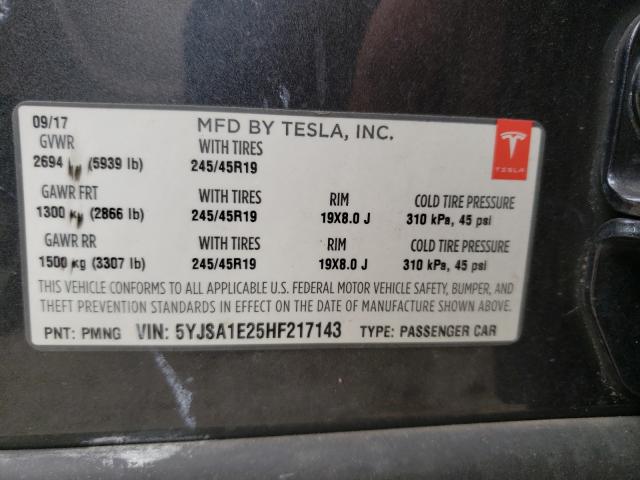 09/17 MFD BY TESLA, INC.
GVWR WITH TIRES
2694 (5939 lb) 245/45R19
TESLA
GAWR FRT WITH TIRES RIM COLD TIRE PRESSURE
1300 kg (2866 lb) 245/45R19 19X8.0 J 310 kPa, 45 psi
GAWR RR WITH TIRES RIM COLD TIRE PRESSURE
1500 kg (3307 lb) 245/45R19 19X8.0 J 310 kPa, 45 psi
THIS VEHICLE CONFORMS TO ALL APPLICABLE U.S. FEDERAL MOTOR VEHICLE SAFETY, BUMPER, AND
THEFT PREVENTION STANDARDS IN EFFECT ON THE DATE OF MANUFACTURE SHOWN ABOVE.
PNT: PMNG VIN: 5YJSA1E25HF217143 TYPE: PASSENGER CAR